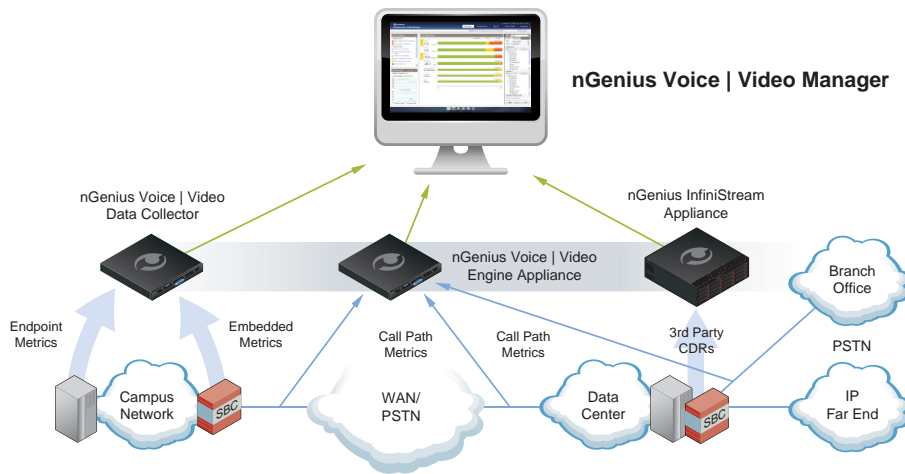 nGenius Voice | Video Manager
nGenius Voice | Video
Data Collector
nGenius InfiniStream
Appliance
nGenius Voice | Video
Engine Appliance
Branch
Office
Endpoint
Metrics
Embedded
Metrics
Call Path
Metrics
Call Path
Metrics
3rd Party
CDRs
PSTN
Campus
Network
SBC
WAN/
PSTN
Data
Center
SBC
IP
Far End